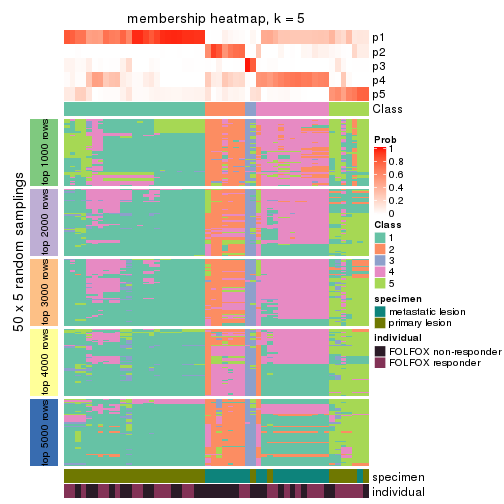 membership heatmap, k = 5
p1
p2
p3
p4
p5
Class
50 x 5 random samplings
top 1000 rows
top 2000 rows
top 3000 rows
top 4000 rows
top 5000 rows
specimen
individual
Prob
1
0.8
0.6
0.4
0.2
0
Class
1
2
3
4
5
specimen
metastatic lesion
primary lesion
individual
FOLFOX non-responder
FOLFOX responder